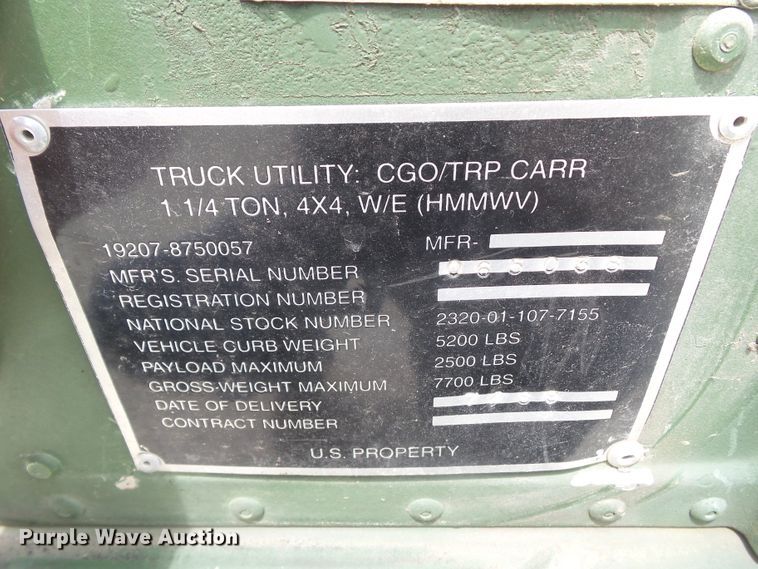 TRUCK UTILITY: CGO/TRP CARR
1 1/4 TON, 4X4, W/E (HMMWV)
19207-8750057 MFR-
MFR'S. SERIAL NUMBER
REGISTRATION NUMBER
NATIONAL STOCK NUMBER 2320-01-107-7155
VEHICLE CURB WEIGHT 5200 LBS
PAYLOAD MAXIMUM 2500 LBS
GROSS-WEIGHT MAXIMUM 7700 LBS
DATE OF DELIVERY
CONTRACT NUMBER
U.S. PROPERTY
Purple Wave Auction